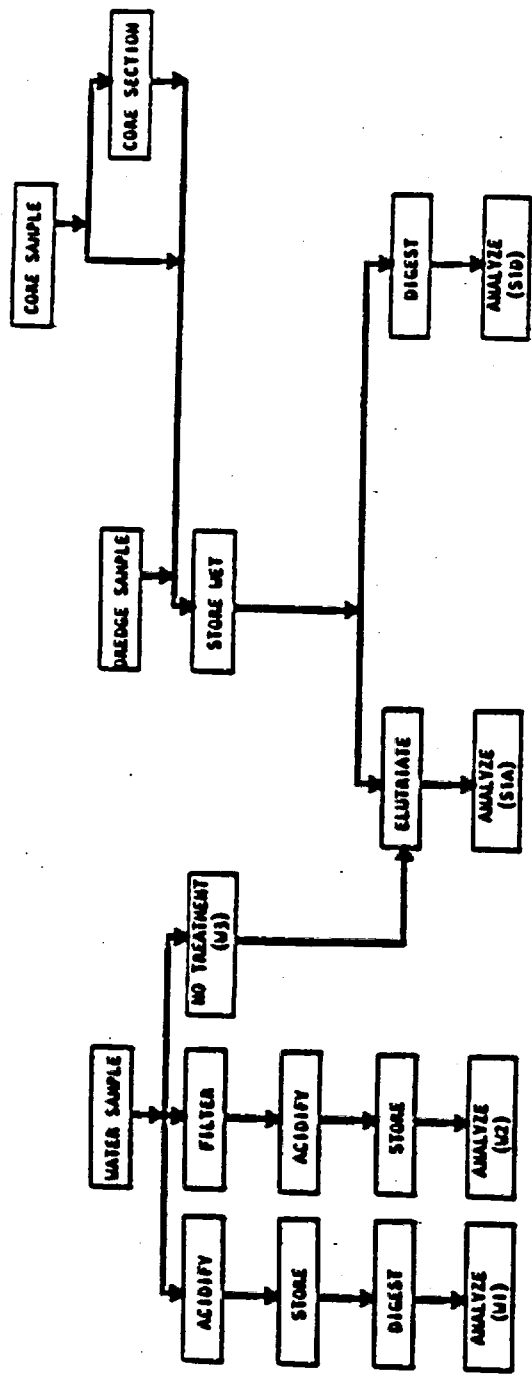 WATER SAMPLE
ACIDIFY
STORE
DIGEST
ANALYZE
(W1)
FILTER
ACIDIFY
STORE
ANALYZE
(W2)
NO TREATMENT
(W3)
DREDGE SAMPLE
STORE WET
CORE SAMPLE
CORE SECTION
ELUTRIATE
ANALYZE
(S1A)
DIGEST
ANALYZE
(S1D)